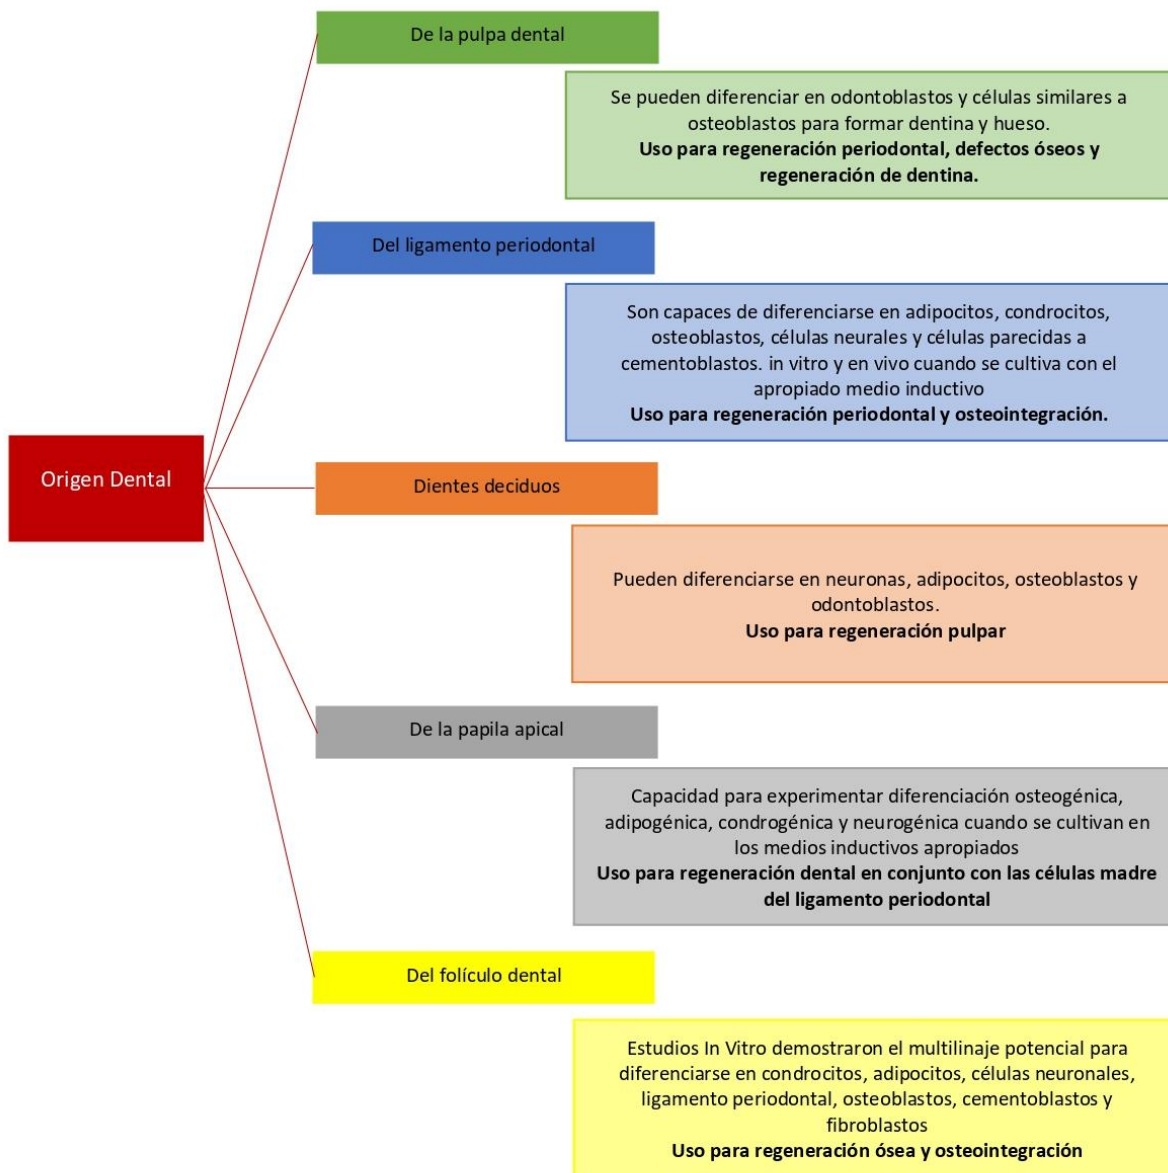 De la pulpa dental
Se pueden diferenciar en odontoblastos y células similares a
osteoblastos para formar dentina y hueso.
Uso para regeneración periodontal, defectos óseos y
regeneración de dentina.
Del ligamento periodontal
Son capaces de diferenciarse en adipocitos, condrocitos,
osteoblastos, células neurales y células parecidas a
cementoblastos. in vitro y en vivo cuando se cultiva con el
apropiado medio inductivo
Uso para regeneración periodontal y osteointegración.
Origen Dental
Dientes deciduos
Pueden diferenciarse en neuronas, adipocitos, osteoblastos y
odontoblastos.
Uso para regeneración pulpar
De la papila apical
Capacidad para experimentar diferenciación osteogénica,
adipogénica, condrogénica y neurogénica cuando se cultivan en
los medios inductivos apropiados
Uso para regeneración dental en conjunto con las células madre
del ligamento periodontal
Del folículo dental
Estudios In Vitro demostraron el multilinaje potencial para
diferenciarse en condrocitos, adipocitos, células neuronales,
ligamento periodontal, osteoblastos, cementoblastos y
fibroblastos
Uso para regeneración ósea y osteointegración